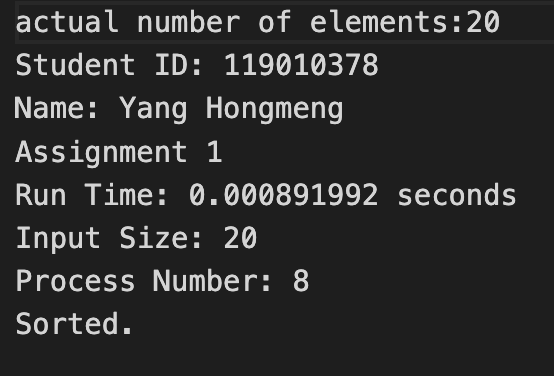 actual number of elements:20
Student ID: 119010378
Name: Yang Hongmeng
Assignment 1
Run Time: 0.000891992 seconds
Input Size: 20
Process Number: 8
Sorted.